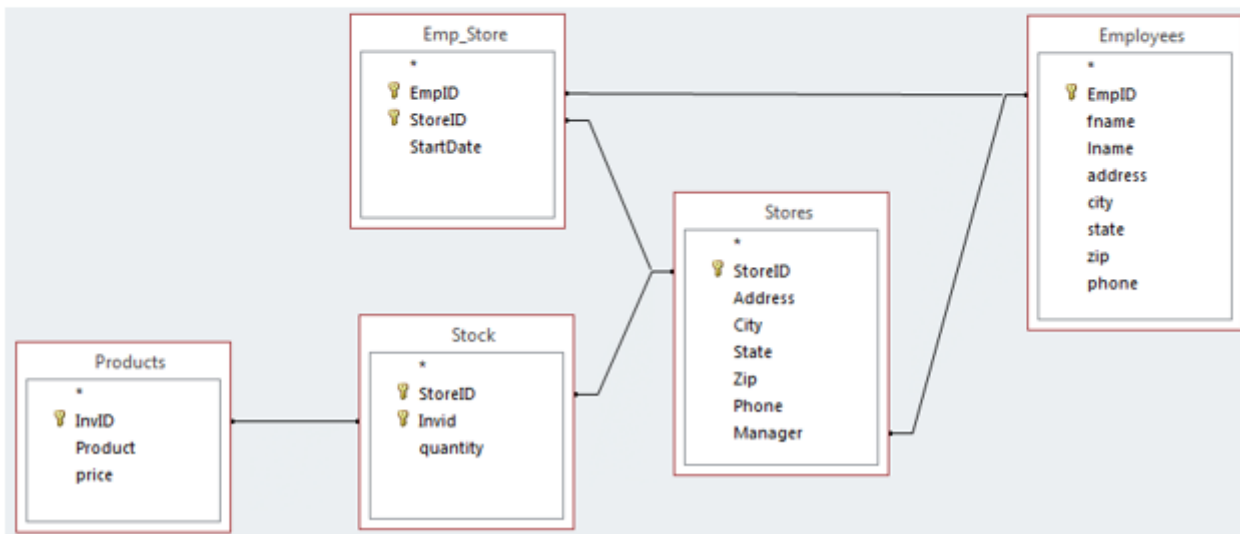 Emp_Store
*
EmpID
StoreID
StartDate
Employees
*
EmpID
fname
lname
address
city
state
zip
phone
Stores
*
StoreID
Address
City
State
Zip
Phone
Manager
Stock
*
StoreID
Invid
quantity
Products
*
InvID
Product
price